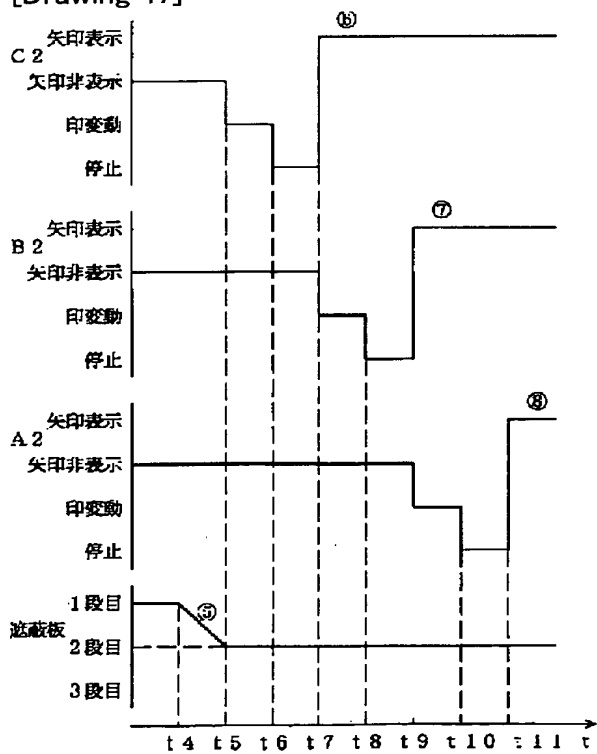 [Drawing 17]
矢印表示
C2
矢印非表示
印変動
停止
⑥
矢印表示
B2
矢印非表示
印変動
停止
⑦
矢印表示
A2
矢印非表示
印変動
停止
⑧
1段目
遮蔽板
2段目
3段目
⑤
t4 t5 t6 t7 t8 t9 t10 t11 t